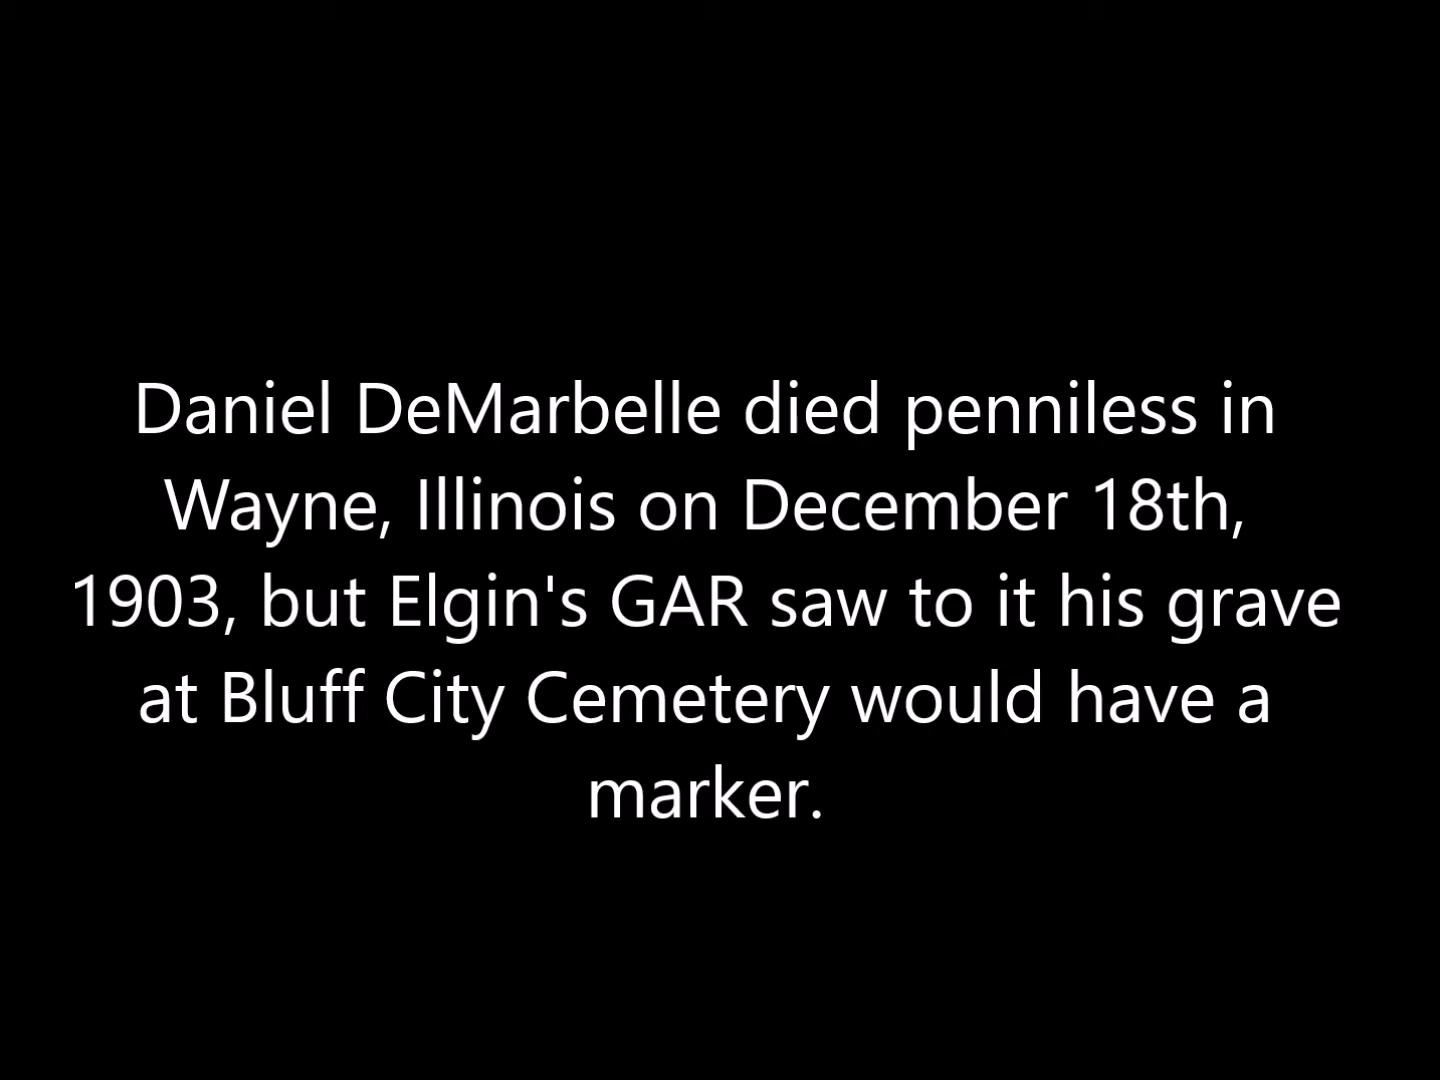 Daniel DeMarbelle died penniless in
Wayne, Illinois on December 18th,
1903, but Elgin's GAR saw to it his grave
at Bluff City Cemetery would have a
marker.